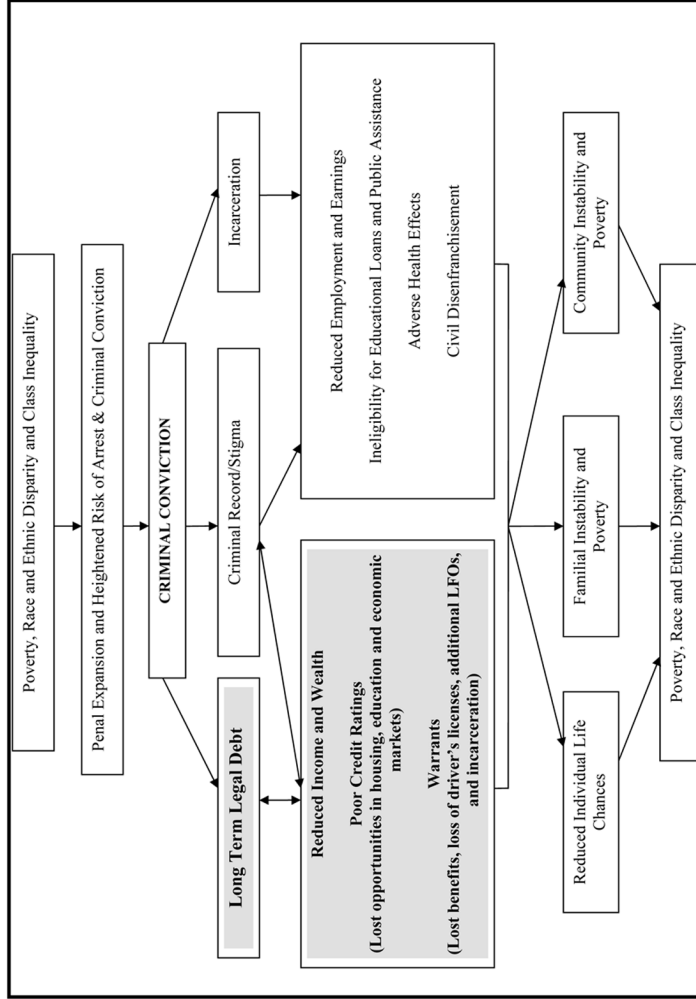 Poverty, Race and Ethnic Disparity and Class Inequality
Penal Expansion and Heightened Risk of Arrest & Criminal Conviction
CRIMINAL CONVICTION
Long Term Legal Debt
Criminal Record/Stigma
Incarceration
Reduced Income and Wealth
Poor Credit Ratings
(Lost opportunities in housing, education and economic
markets)
Warrants
(Lost benefits, loss of driver's licenses, additional LFOs,
and incarceration)
Reduced Employment and Earnings
Ineligibility for Educational Loans and Public Assistance
Adverse Health Effects
Civil Disenfranchisement
Reduced Individual Life
Chances
Familial Instability and
Poverty
Community Instability and
Poverty
Poverty, Race and Ethnic Disparity and Class Inequality